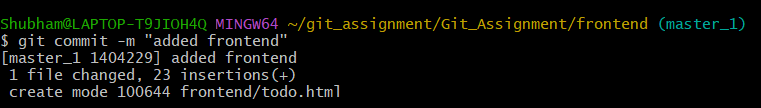 Shubham@LAPTOP-T9JIOH4Q MINGW64 ~/git_assignment/Git_Assignment/frontend (master_1)
$ git commit -m "added frontend"
[master_1 1404229] added frontend
 1 file changed, 23 insertions(+)
 create mode 100644 frontend/todo.html